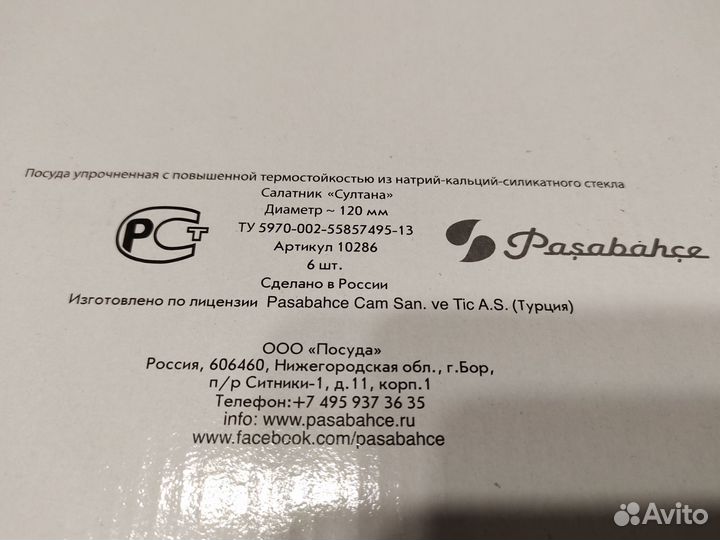 Посуда упрочненная с повышенной термостойкостью из натрий-кальций-силикатного стекла
Салатник «Султана»
Диаметр ~ 120 мм
ТУ 5970-002-55857495-13
Артикул 10286
6 шт.
Сделано в России
Изготовлено по лицензии Pasabahce Cam San. ve Tic A.S. (Турция)
РСТ
Paşabahçe
ООО «Посуда»
Россия, 606460, Нижегородская обл., г.Бор,
п/р Ситники-1, д.11, корп.1
Телефон:+7 495 937 36 35
info: www.pasabahce.ru
www.facebook.com/pasabahce
Avito